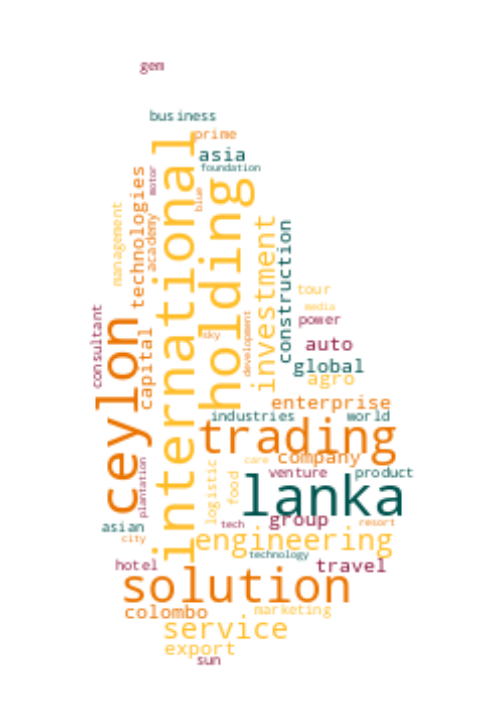 gem
business
prime
asia
foundation
international
holding
motor
technologies
blue
management
academy
investment
construction
tour
media
consultant
power
ceylon
capital
sky
development
auto
global
agro
enterprise
industries
world
trading
company
care
plantation
logistic
food
venture
product
lanka
group
tech
resort
asian
city
engineering
technology
hotel
travel
solution
colombo
marketing
service
export
sun